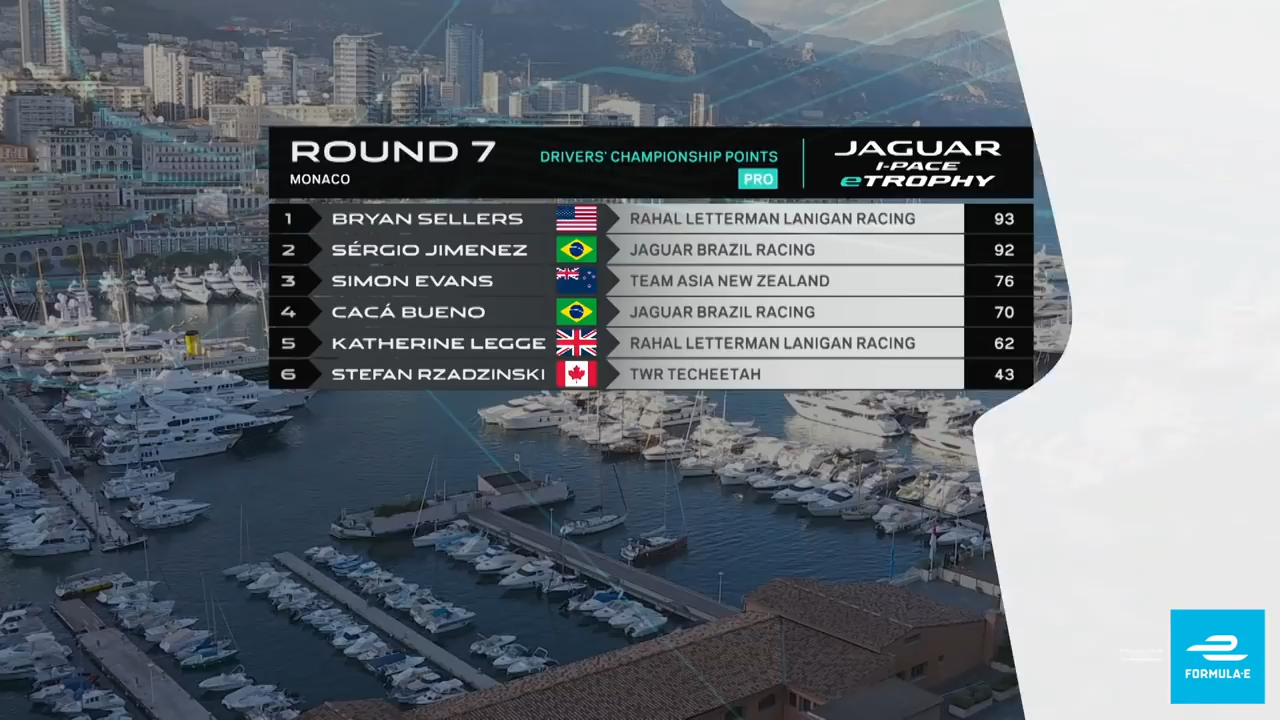 ROUND 7
MONACO
DRIVERS' CHAMPIONSHIP POINTS
PRO
JAGUAR
I-PACE
eTROPHY
1 BRYAN SELLERS RAHAL LETTERMAN LANIGAN RACING 93
2 SÉRGIO JIMENEZ JAGUAR BRAZIL RACING 92
3 SIMON EVANS TEAM ASIA NEW ZEALAND 76
4 CACÁ BUENO JAGUAR BRAZIL RACING 70
5 KATHERINE LEGGE RAHAL LETTERMAN LANIGAN RACING 62
6 STEFAN RZADZINSKI TWR TECHEETAH 43
FORMULA-E